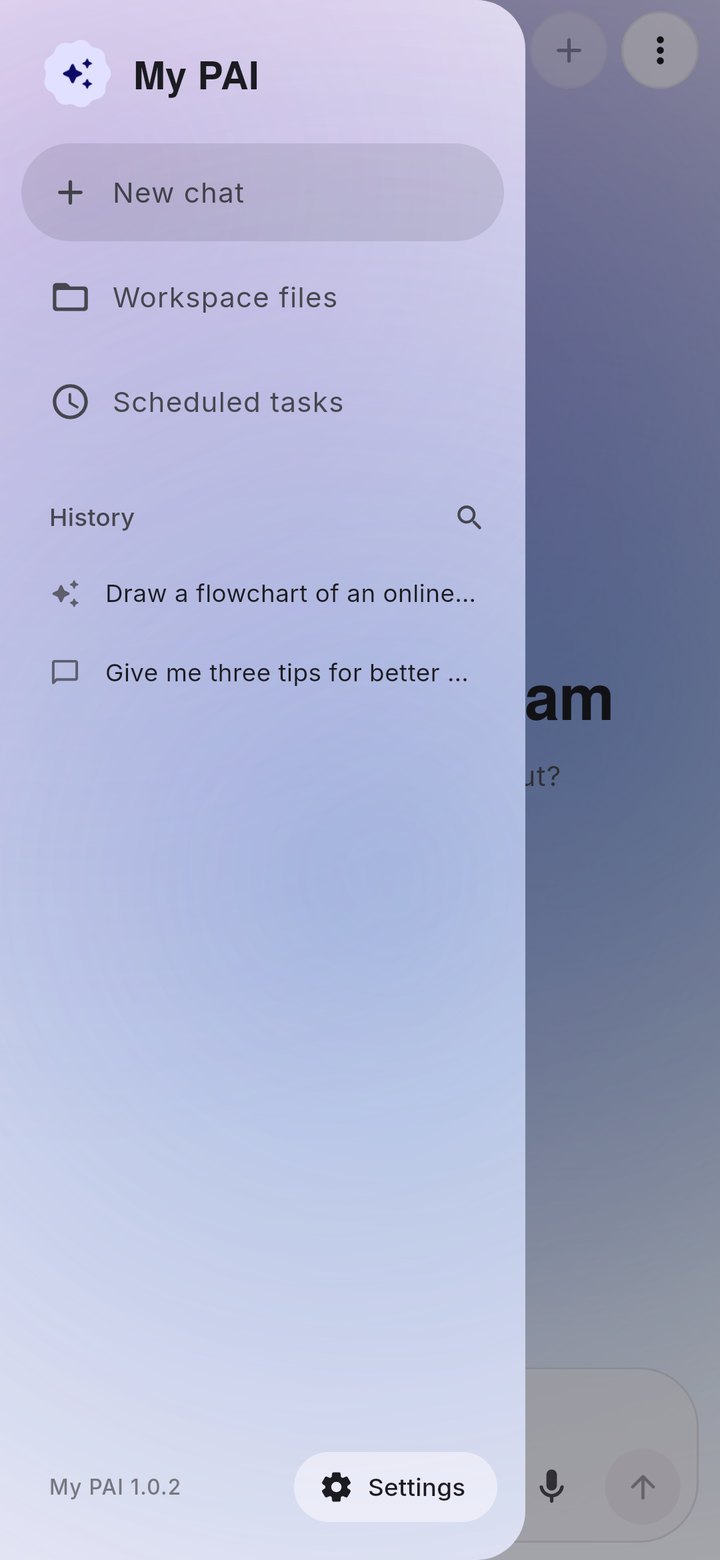 My PAI
New chat
Workspace files
Scheduled tasks
History
Draw a flowchart of an online...
Give me three tips for better ...
am
ut?
My PAI 1.0.2
Settings